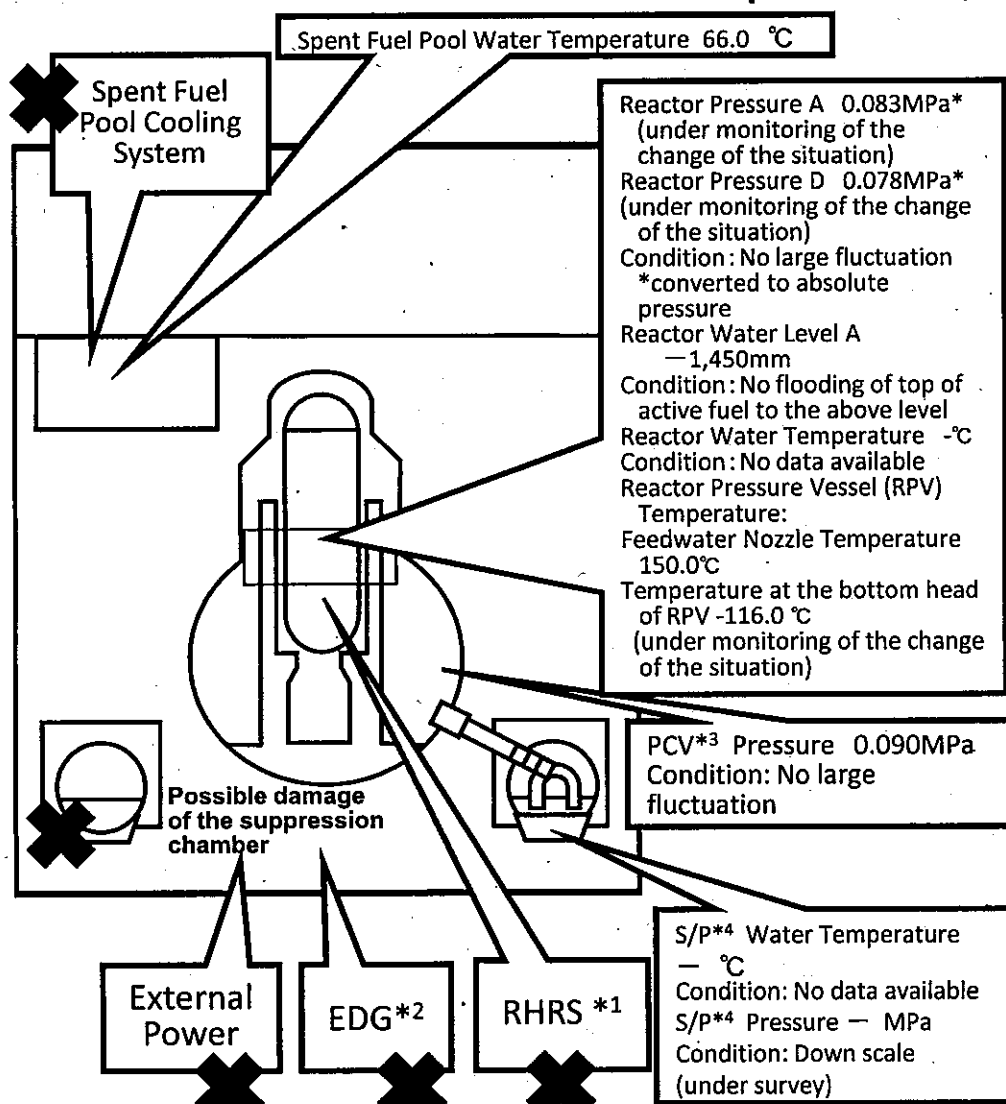 Spent Fuel Pool Water Temperature 66.0 ℃
Spent Fuel
Pool Cooling
System
Reactor Pressure A 0.083MPa*
(under monitoring of the
change of the situation)
Reactor Pressure D 0.078MPa*
(under monitoring of the change
of the situation)
Condition: No large fluctuation
*converted to absolute
pressure
Reactor Water Level A
－1,450mm
Condition: No flooding of top of
active fuel to the above level
Reactor Water Temperature -℃
Condition: No data available
Reactor Pressure Vessel (RPV)
Temperature:
Feedwater Nozzle Temperature
150.0℃
Temperature at the bottom head
of RPV -116.0 ℃
(under monitoring of the change
of the situation)
PCV*3 Pressure 0.090MPa
Condition: No large
fluctuation
Possible damage
of the suppression
chamber
S/P*4 Water Temperature
－ ℃
Condition: No data available
S/P*4 Pressure － MPa
Condition: Down scale
(under survey)
External
Power
EDG*2
RHRS *1